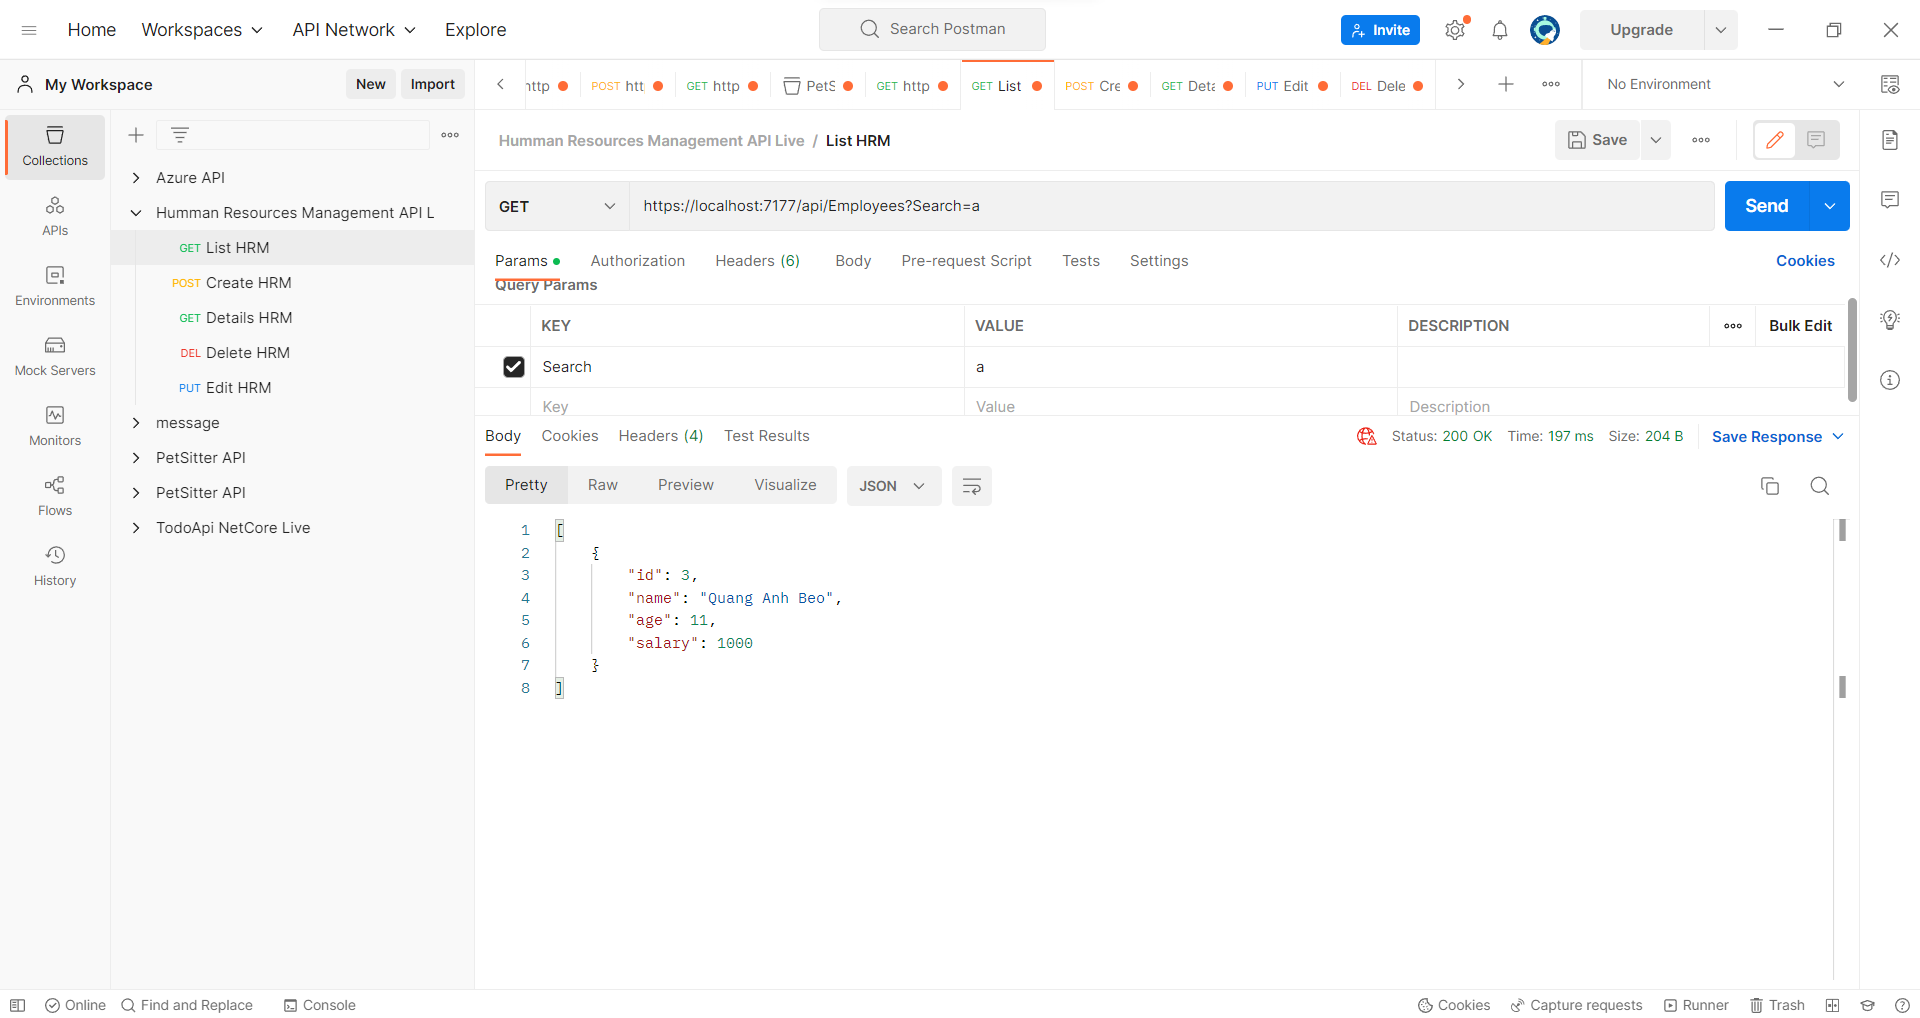 Home Workspaces API Network Explore Search Postman Invite Upgrade
My Workspace New Import
http POST htt GET http PetS GET http GET List POST Cre GET Deta PUT Edit DEL Dele No Environment
Collections
APIs
Environments
Mock Servers
Monitors
Flows
History
Azure API
Humman Resources Management API L
GET List HRM
POST Create HRM
GET Details HRM
DEL Delete HRM
PUT Edit HRM
message
PetSitter API
PetSitter API
TodoApi NetCore Live
Humman Resources Management API Live / List HRM Save
GET https://localhost:7177/api/Employees?Search=a Send
Params Authorization Headers (6) Body Pre-request Script Tests Settings Cookies
Query Params
KEY VALUE DESCRIPTION Bulk Edit
Search a
Key Value Description
Body Cookies Headers (4) Test Results Status: 200 OK Time: 197 ms Size: 204 B Save Response
Pretty Raw Preview Visualize JSON
1 [
2 {
3 "id": 3,
4 "name": "Quang Anh Beo",
5 "age": 11,
6 "salary": 1000
7 }
8 ]
Online Find and Replace Console Cookies Capture requests Runner Trash